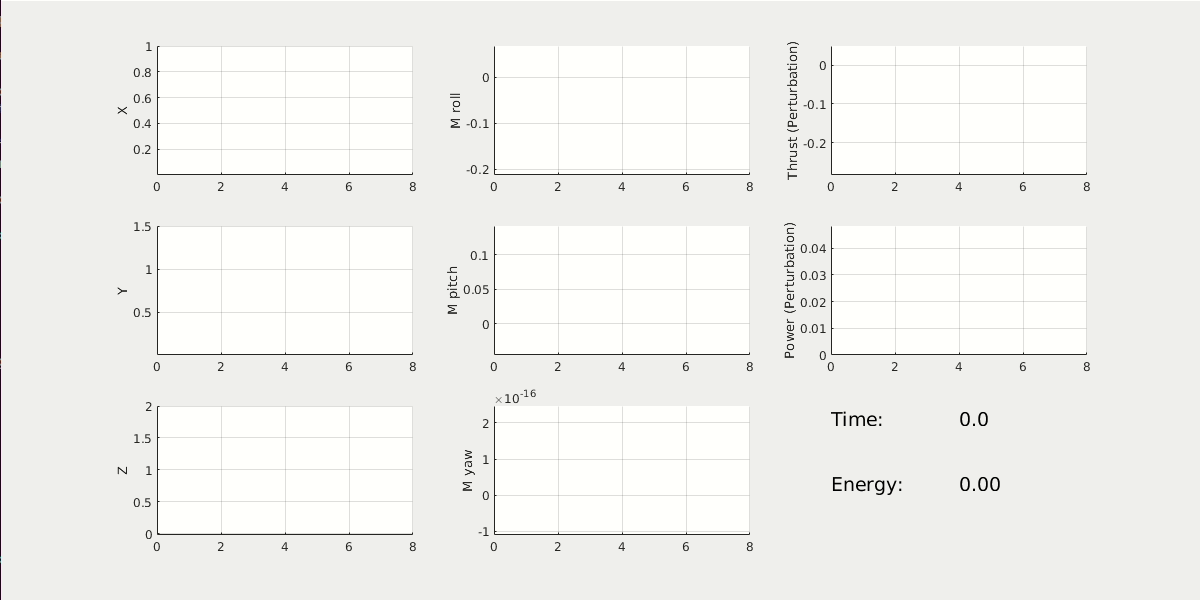 1
0.8
0.6
0.4
0.2
X
0 2 4 6 8
0
-0.1
-0.2
M roll
0 2 4 6 8
0
-0.1
-0.2
Thrust (Perturbation)
0 2 4 6 8
1.5
1
0.5
Y
0 2 4 6 8
0.1
0.05
0
M pitch
0 2 4 6 8
0.04
0.03
0.02
0.01
0
Power (Perturbation)
0 2 4 6 8
2
1.5
1
0.5
0
Z
0 2 4 6 8
×10-16
2
1
0
-1
M yaw
0 2 4 6 8
Time: 0.0
Energy: 0.00